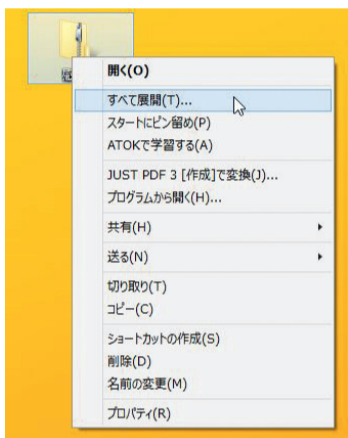 開く(O)
すべて展開(T)...
スタートにピン留め(P)
ATOKで学習する(A)
JUST PDF 3 [作成]で変換(J)...
プログラムから開く(H)...
共有(H)
送る(N)
切り取り(T)
コピー(C)
ショートカットの作成(S)
削除(D)
名前の変更(M)
プロパティ(R)